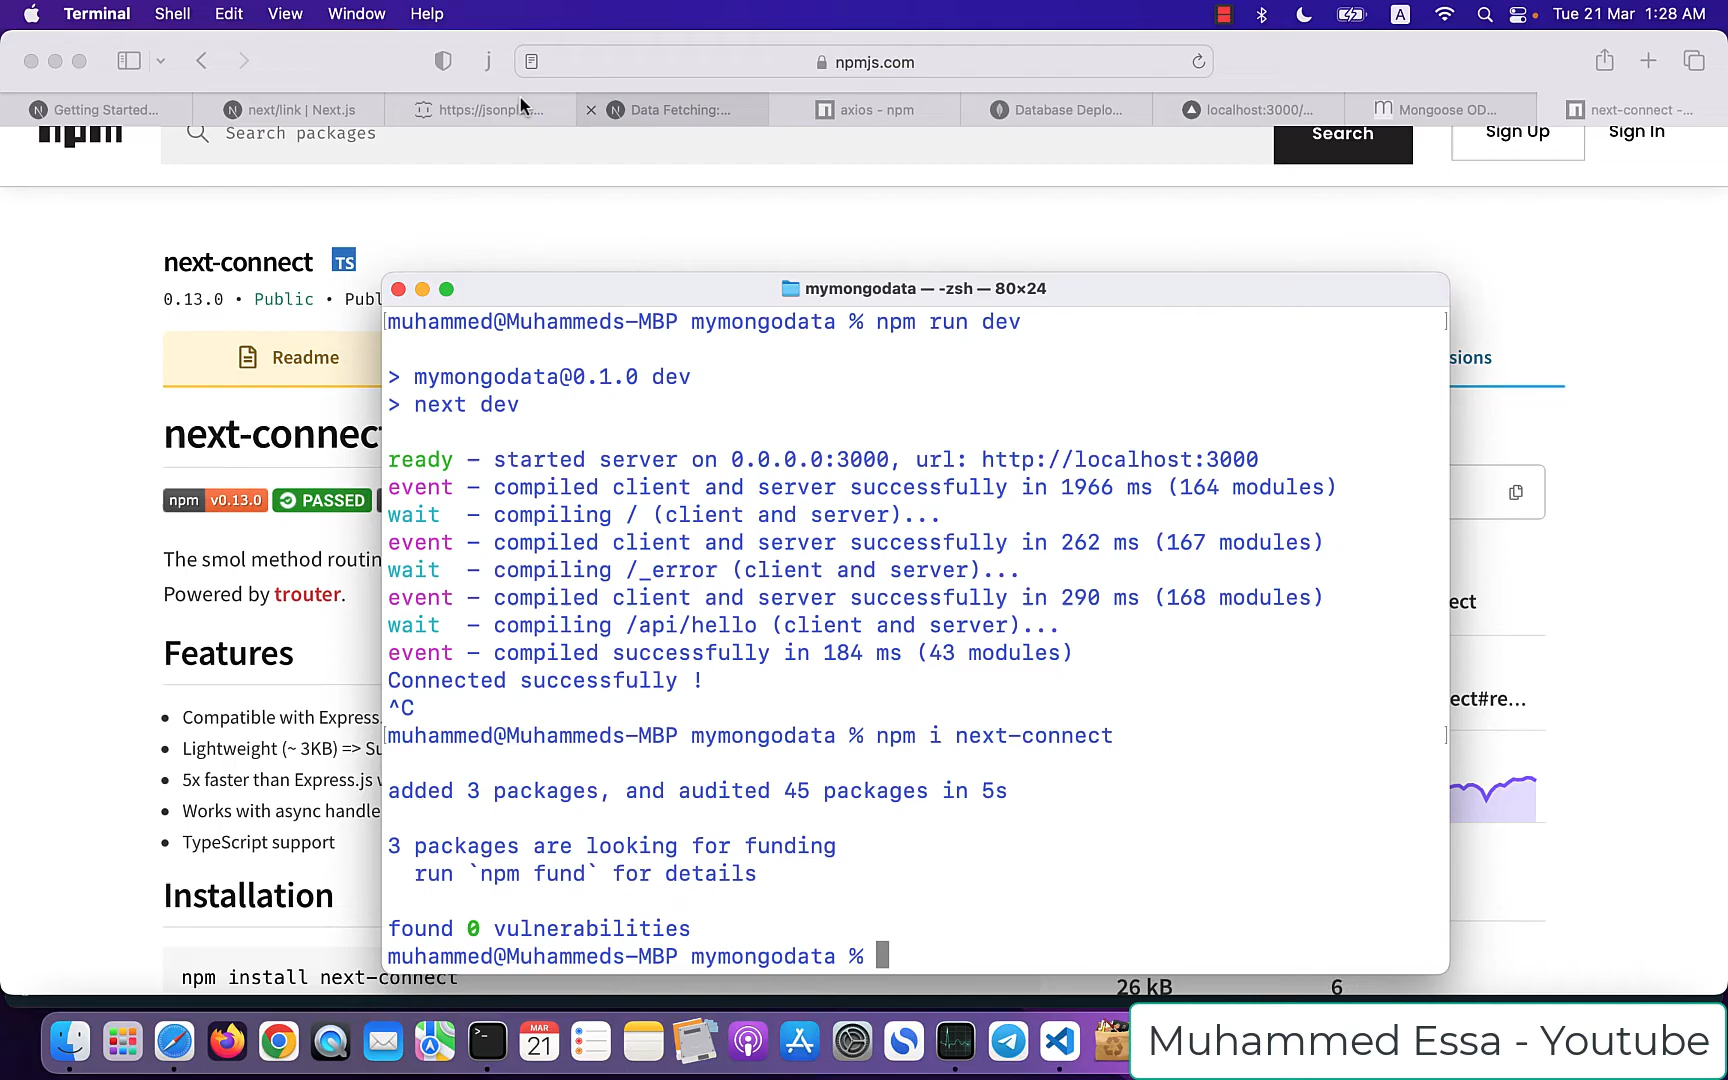 Terminal Shell Edit View Window Help
A
Tue 21 Mar 1:28 AM
j
npmjs.com
Getting Started...
next/link | Next.js
https://jsonpl
Data Fetching:...
axios - npm
Database Deplo...
localhost:3000/...
Mongoose OD...
next-connect -...
npm
Search packages
Search
Sign Up
Sign In
next-connect TS
0.13.0 • Public • Publ
Readme
sions
next-connect
npm v0.13.0 PASSED
The smol method routin
Powered by trouter.
Features
Compatible with Express.
Lightweight (~ 3KB) => Su
5x faster than Express.js w
Works with async handle
TypeScript support
Installation
npm install next-connect
ect
ect#re...
26 kB
6
mymongodata — -zsh — 80×24
muhammed@Muhammeds-MBP mymongodata % npm run dev
> mymongodata@0.1.0 dev
> next dev
ready - started server on 0.0.0.0:3000, url: http://localhost:3000
event - compiled client and server successfully in 1966 ms (164 modules)
wait - compiling / (client and server)...
event - compiled client and server successfully in 262 ms (167 modules)
wait - compiling /_error (client and server)...
event - compiled client and server successfully in 290 ms (168 modules)
wait - compiling /api/hello (client and server)...
event - compiled successfully in 184 ms (43 modules)
Connected successfully !
^C
muhammed@Muhammeds-MBP mymongodata % npm i next-connect
added 3 packages, and audited 45 packages in 5s
3 packages are looking for funding
run `npm fund` for details
found 0 vulnerabilities
muhammed@Muhammeds-MBP mymongodata %
MAR
21
Muhammed Essa - Youtube